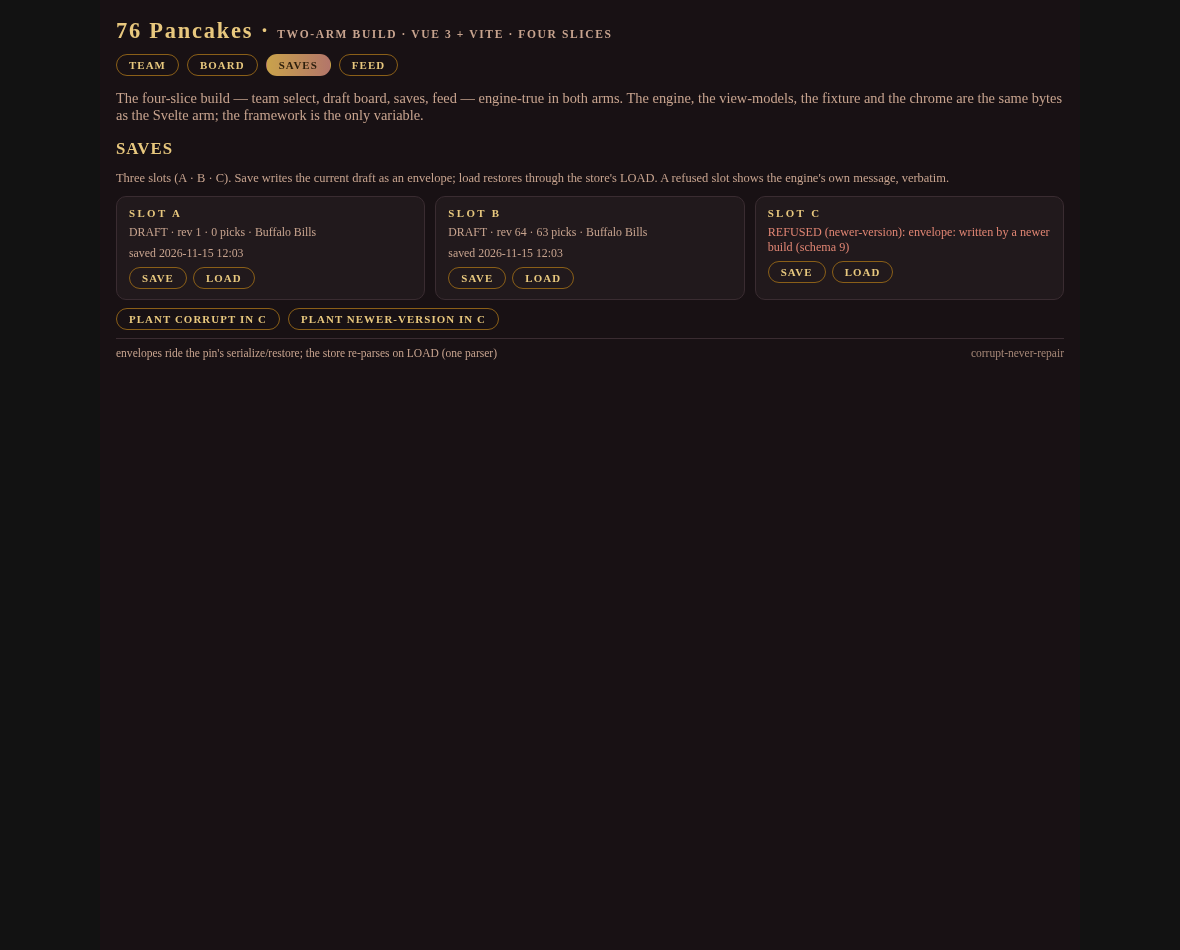 76 Pancakes · TWO-ARM BUILD · VUE 3 + VITE · FOUR SLICES
TEAM BOARD SAVES FEED
The four-slice build — team select, draft board, saves, feed — engine-true in both arms. The engine, the view-models, the fixture and the chrome are the same bytes
as the Svelte arm; the framework is the only variable.
SAVES
Three slots (A · B · C). Save writes the current draft as an envelope; load restores through the store's LOAD. A refused slot shows the engine's own message, verbatim.
SLOT A
DRAFT · rev 1 · 0 picks · Buffalo Bills
saved 2026-11-15 12:03
SAVE LOAD
SLOT B
DRAFT · rev 64 · 63 picks · Buffalo Bills
saved 2026-11-15 12:03
SAVE LOAD
SLOT C
REFUSED (newer-version): envelope: written by a newer
build (schema 9)
SAVE LOAD
PLANT CORRUPT IN C PLANT NEWER-VERSION IN C
envelopes ride the pin's serialize/restore; the store re-parses on LOAD (one parser)
corrupt-never-repair